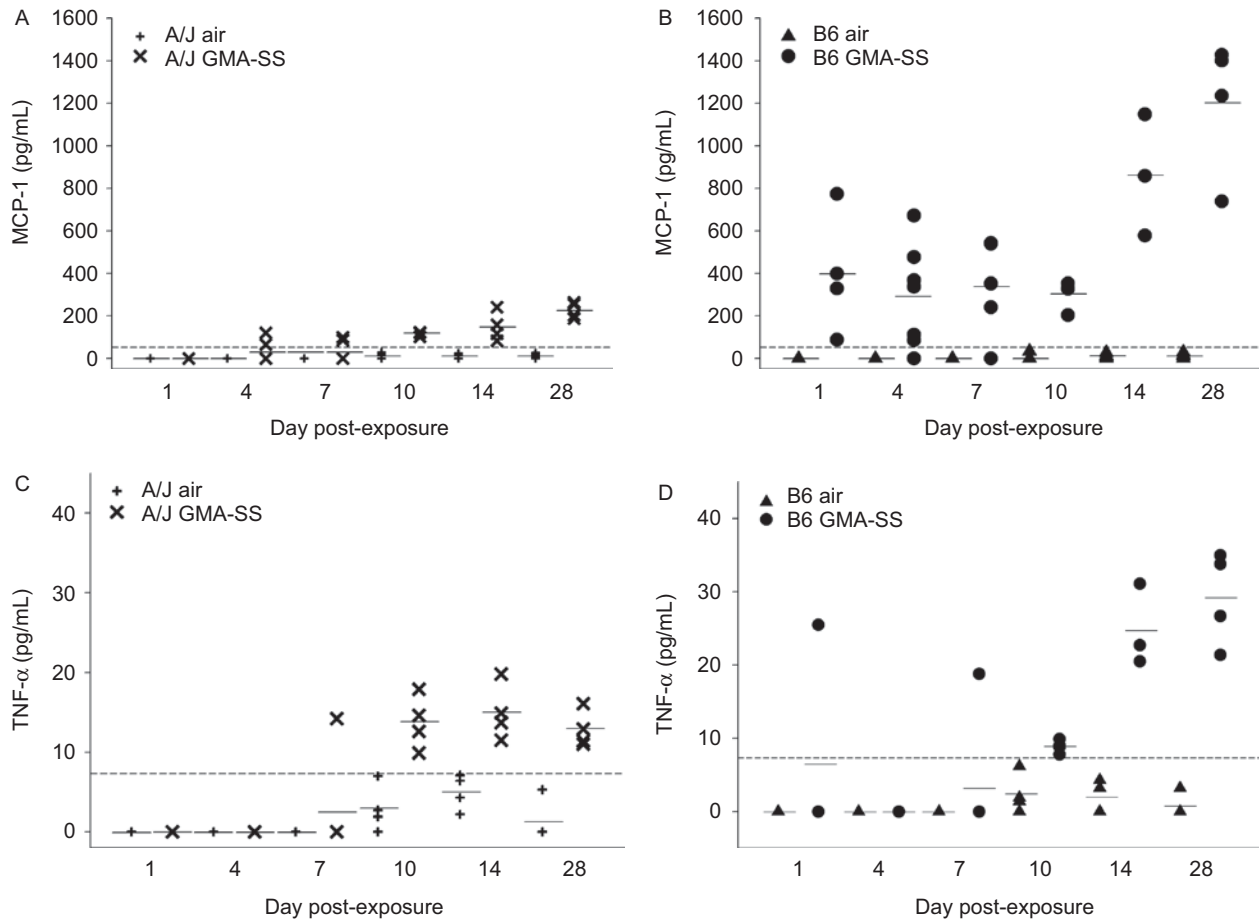 A
A/J air
A/J GMA-SS
MCP-1 (pg/mL)
1600
1400
1200
1000
800
600
400
200
0
1 4 7 10 14 28
Day post-exposure
B
B6 air
B6 GMA-SS
MCP-1 (pg/mL)
1600
1400
1200
1000
800
600
400
200
0
1 4 7 10 14 28
Day post-exposure
C
A/J air
A/J GMA-SS
TNF-α (pg/mL)
40
30
20
10
0
1 4 7 10 14 28
Day post-exposure
D
B6 air
B6 GMA-SS
TNF-α (pg/mL)
40
30
20
10
0
1 4 7 10 14 28
Day post-exposure